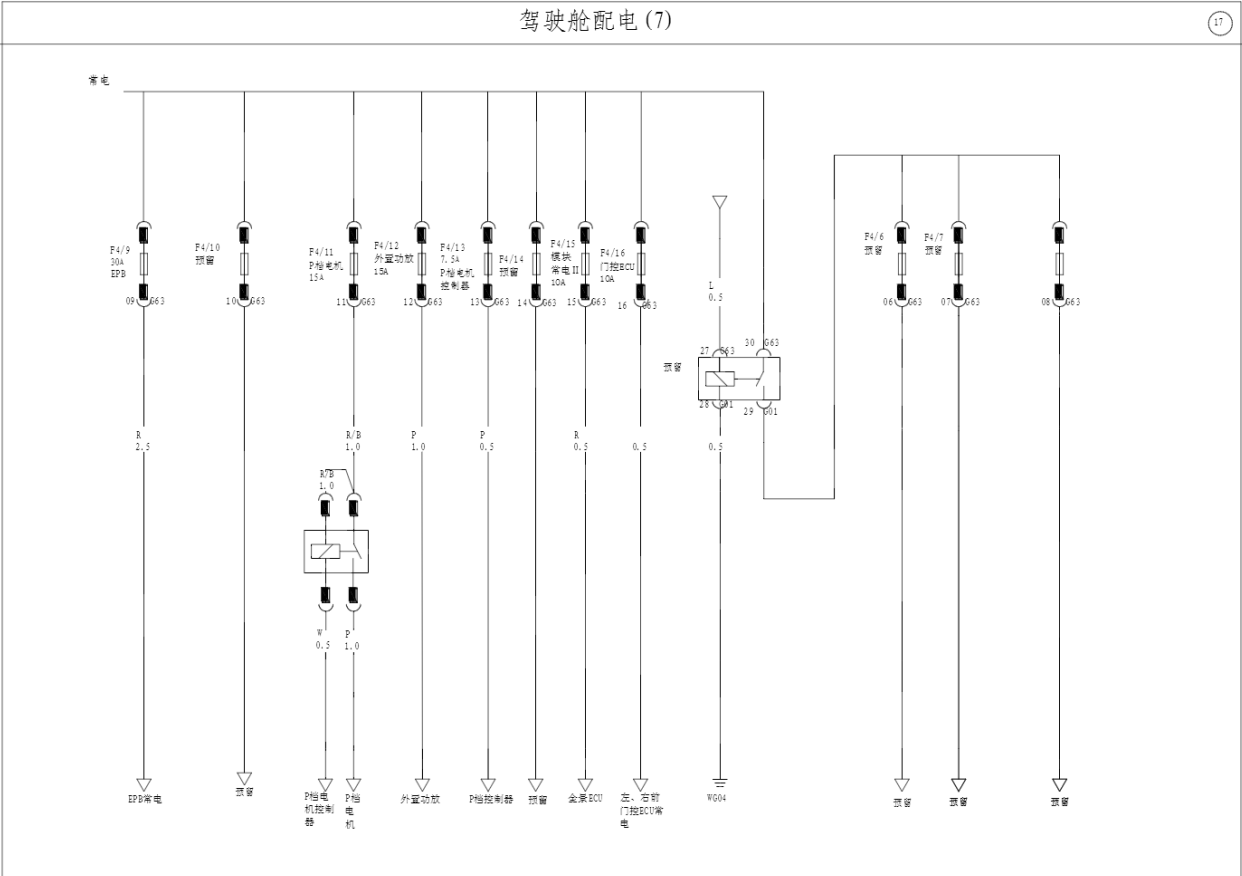 驾驶舱配电 (7)
17
常电
F4/9
30A
EPB
F4/10
预留
F4/11
P档电机
15A
F4/12
外置功放
15A
F4/13
7.5A
P档电机
控制器
F4/14
预留
F4/15
模块
常电Ⅱ
10A
F4/16
门控ECU
10A
F4/6
预留
F4/7
预留
L
0.5
09 G63
10 G63
11 G63
12 G63
13 G63
14 G63
15 G63
16 G63
06 G63
07 G63
08 G63
27 G63
30 G63
预留
28 G01
29 G01
R
2.5
R/B
1.0
P
1.0
P
0.5
R
0.5
0.5
0.5
R/B
1.0
W
0.5
P
1.0
EPB常电
预留
P档电
机控制
器
P档
电
机
外置功放
P档控制器
预留
全景ECU
左、右前
门控ECU常
电
WG04
预留
预留
预留